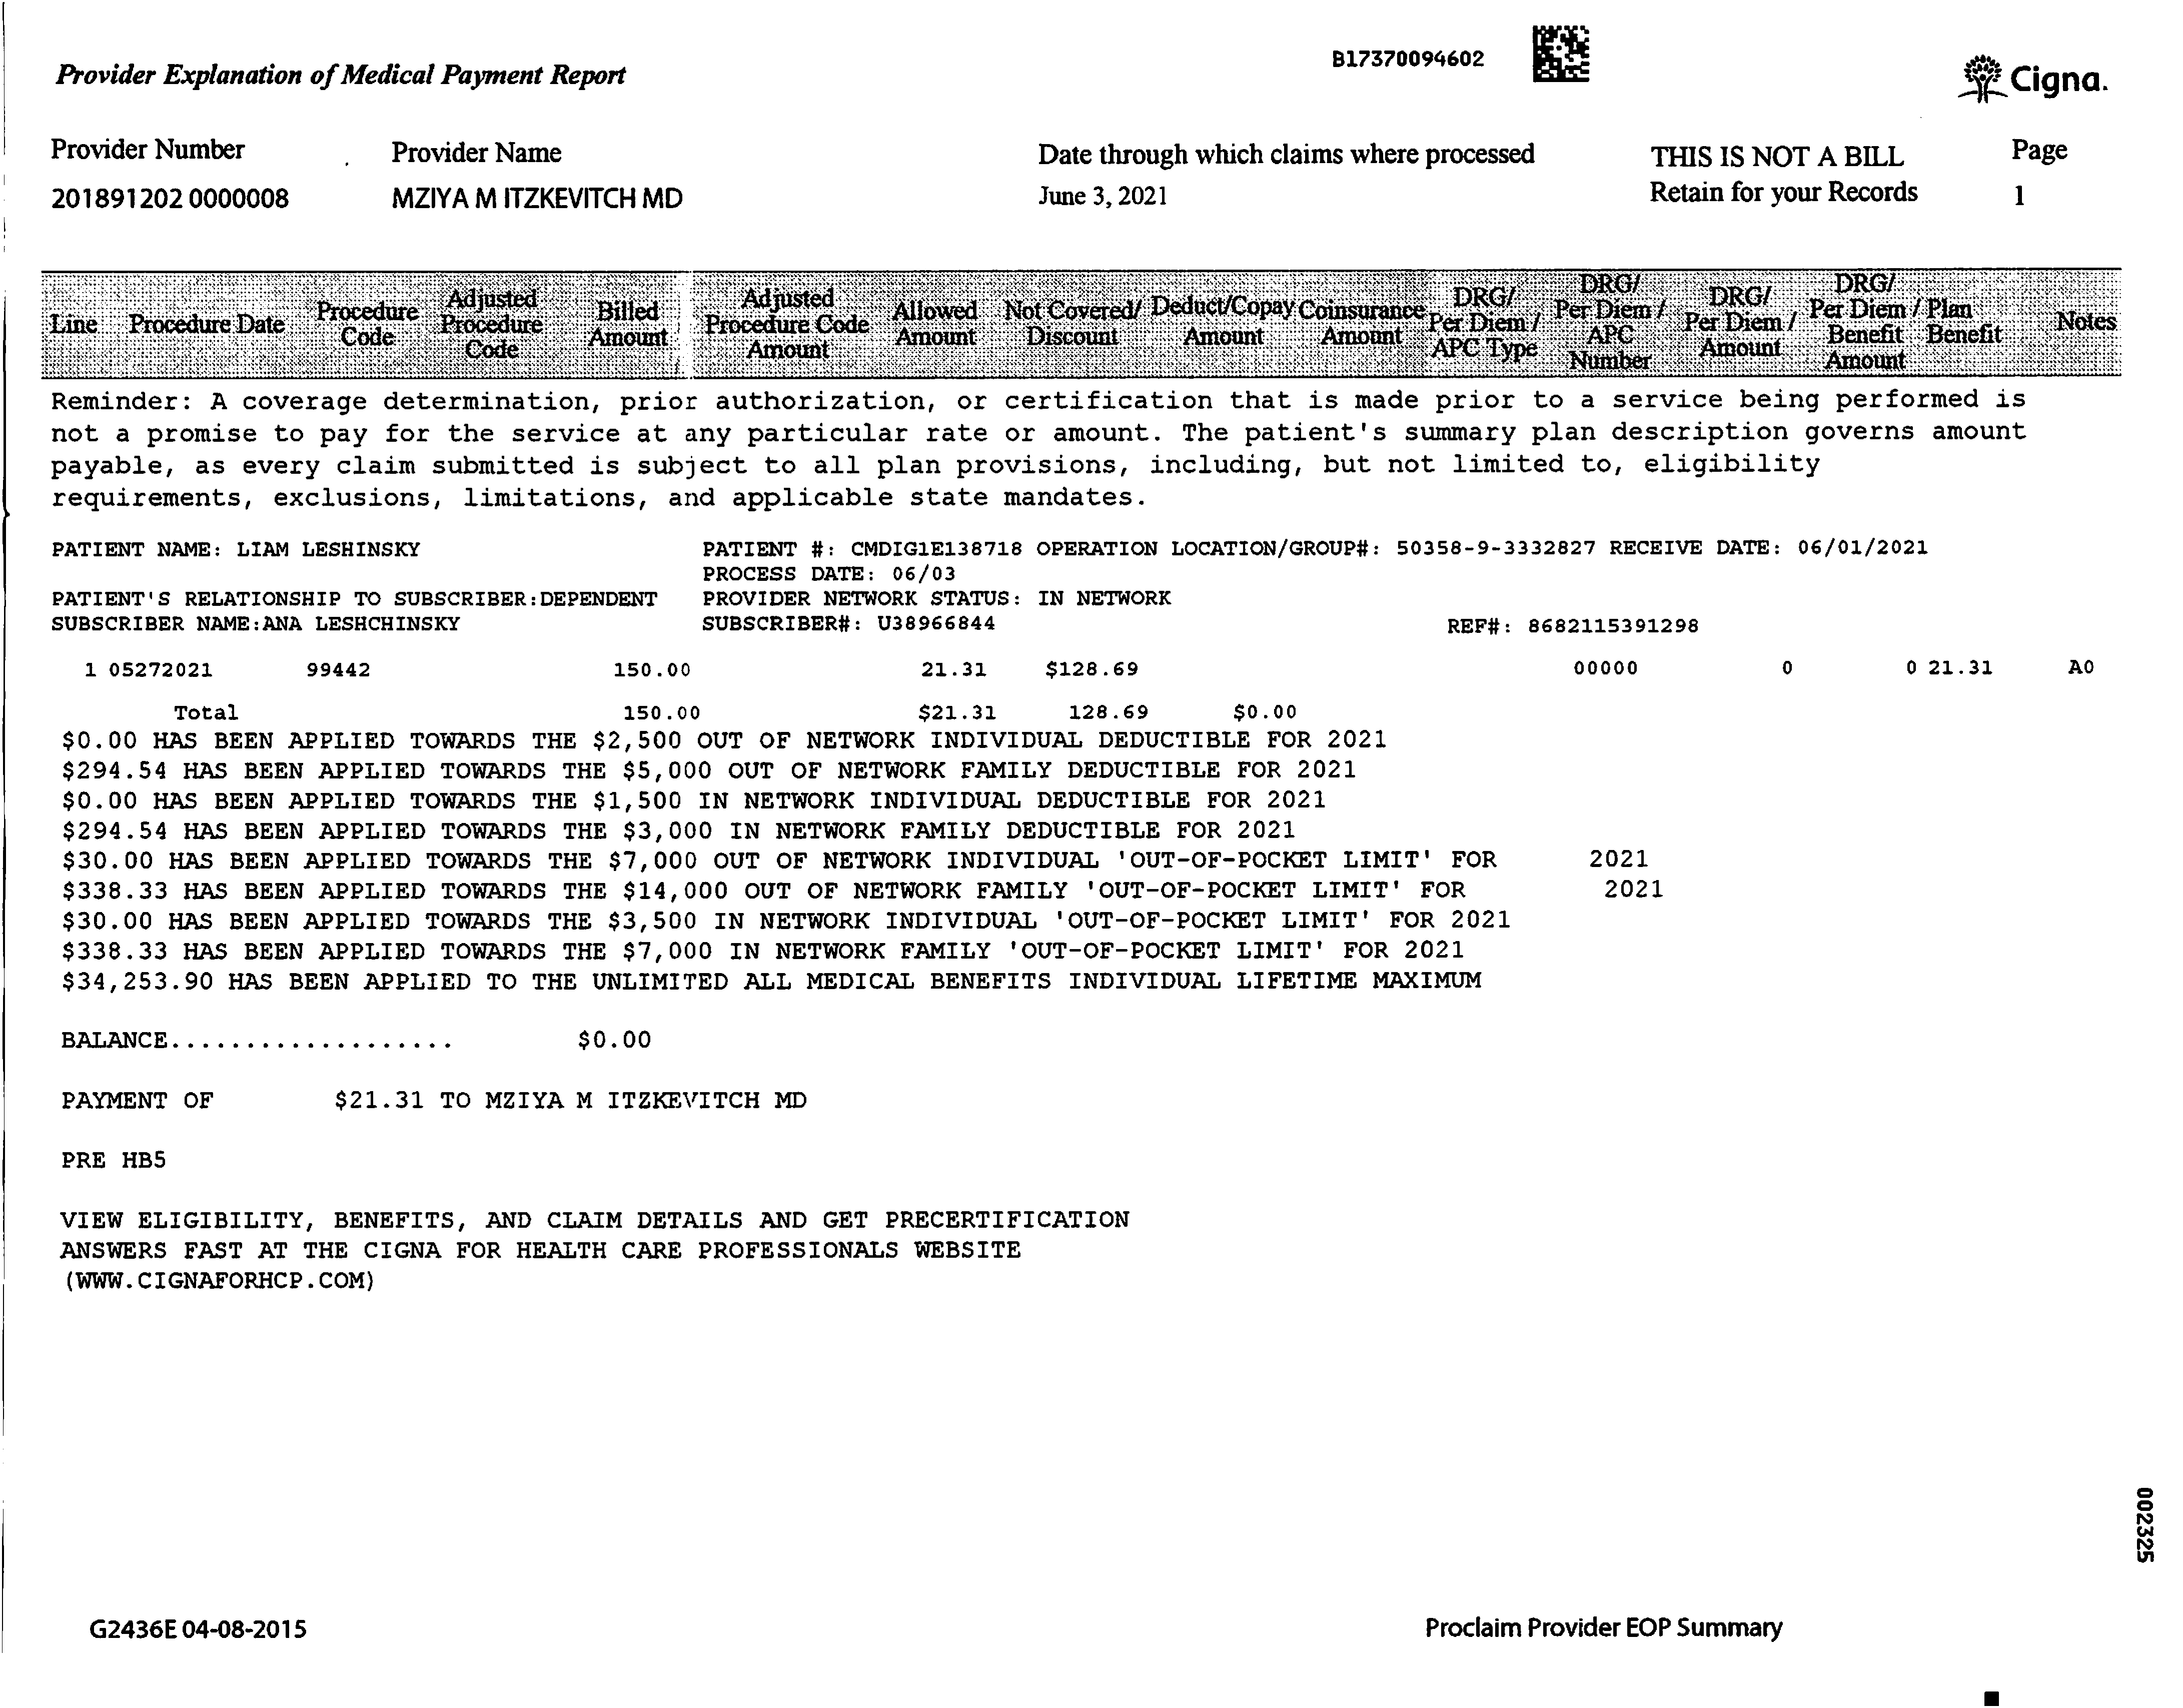 B17370094602
Provider Explanation of Medical Payment Report
Cigna.
Provider Number Provider Name Date through which claims where processed THIS IS NOT A BILL Page
201891202 0000008 MZIYA M ITZKEVITCH MD June 3, 2021 Retain for your Records 1
Line Procedure Date Procedure Code Adjusted Procedure Code Billed Amount Adjusted Procedure Code Amount Allowed Amount Not Covered/ Discount Deduct/Copay Amount Coinsurance Amount DRG/ Per Diem / APC Type DRG/ Per Diem / APC Number DRG/ Per Diem / Amount DRG/ Per Diem / Benefit Amount Plan Benefit Notes
Reminder: A coverage determination, prior authorization, or certification that is made prior to a service being performed is
not a promise to pay for the service at any particular rate or amount. The patient's summary plan description governs amount
payable, as every claim submitted is subject to all plan provisions, including, but not limited to, eligibility
requirements, exclusions, limitations, and applicable state mandates.
PATIENT NAME: LIAM LESHINSKY PATIENT #: CMDIG1E138718 OPERATION LOCATION/GROUP#: 50358-9-3332827 RECEIVE DATE: 06/01/2021
PROCESS DATE: 06/03
PATIENT'S RELATIONSHIP TO SUBSCRIBER:DEPENDENT PROVIDER NETWORK STATUS: IN NETWORK
SUBSCRIBER NAME:ANA LESHCHINSKY SUBSCRIBER#: U38966844 REF#: 8682115391298
1 05272021 99442 150.00 21.31 $128.69 00000 0 0 21.31 A0
Total 150.00 $21.31 128.69 $0.00
$0.00 HAS BEEN APPLIED TOWARDS THE $2,500 OUT OF NETWORK INDIVIDUAL DEDUCTIBLE FOR 2021
$294.54 HAS BEEN APPLIED TOWARDS THE $5,000 OUT OF NETWORK FAMILY DEDUCTIBLE FOR 2021
$0.00 HAS BEEN APPLIED TOWARDS THE $1,500 IN NETWORK INDIVIDUAL DEDUCTIBLE FOR 2021
$294.54 HAS BEEN APPLIED TOWARDS THE $3,000 IN NETWORK FAMILY DEDUCTIBLE FOR 2021
$30.00 HAS BEEN APPLIED TOWARDS THE $7,000 OUT OF NETWORK INDIVIDUAL 'OUT-OF-POCKET LIMIT' FOR 2021
$338.33 HAS BEEN APPLIED TOWARDS THE $14,000 OUT OF NETWORK FAMILY 'OUT-OF-POCKET LIMIT' FOR 2021
$30.00 HAS BEEN APPLIED TOWARDS THE $3,500 IN NETWORK INDIVIDUAL 'OUT-OF-POCKET LIMIT' FOR 2021
$338.33 HAS BEEN APPLIED TOWARDS THE $7,000 IN NETWORK FAMILY 'OUT-OF-POCKET LIMIT' FOR 2021
$34,253.90 HAS BEEN APPLIED TO THE UNLIMITED ALL MEDICAL BENEFITS INDIVIDUAL LIFETIME MAXIMUM
BALANCE................... $0.00
PAYMENT OF $21.31 TO MZIYA M ITZKEVITCH MD
PRE HB5
VIEW ELIGIBILITY, BENEFITS, AND CLAIM DETAILS AND GET PRECERTIFICATION
ANSWERS FAST AT THE CIGNA FOR HEALTH CARE PROFESSIONALS WEBSITE
(WWW.CIGNAFORHCP.COM)
002325
G2436E 04-08-2015 Proclaim Provider EOP Summary